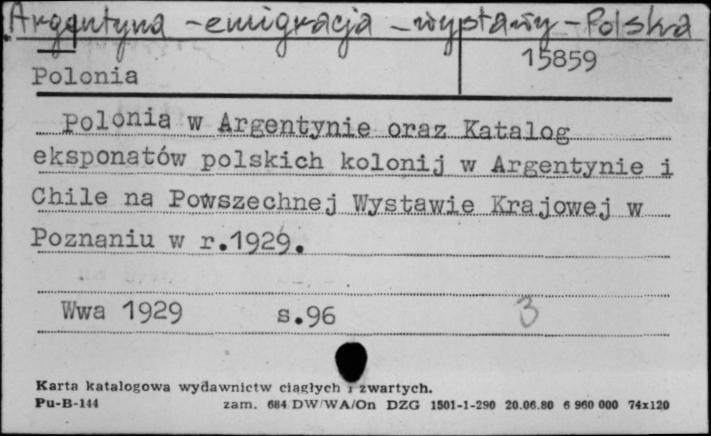 Argentyna - emigracja - wystawy - Polska
15859
Polonia
Polonia w Argentynie oraz Katalog
eksponatów polskich kolonij w Argentynie i
Chile na Powszechnej Wystawie Krajowej w
Poznaniu w r.1929.
Wwa 1929 s.96 3
Karta katalogowa wydawnictw ciągłych i zwartych.
Pu-B-144 zam. 684 DW/WA/On DZG 1501-1-290 20.06.80 6 960 000 74x120